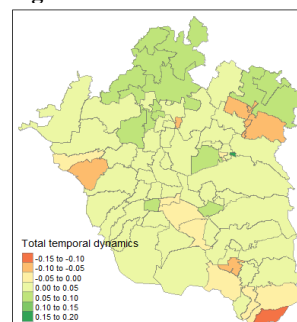 Total temporal dynamics
-0.15 to -0.10
-0.10 to -0.05
-0.05 to 0.00
0.00 to 0.05
0.05 to 0.10
0.10 to 0.15
0.15 to 0.20